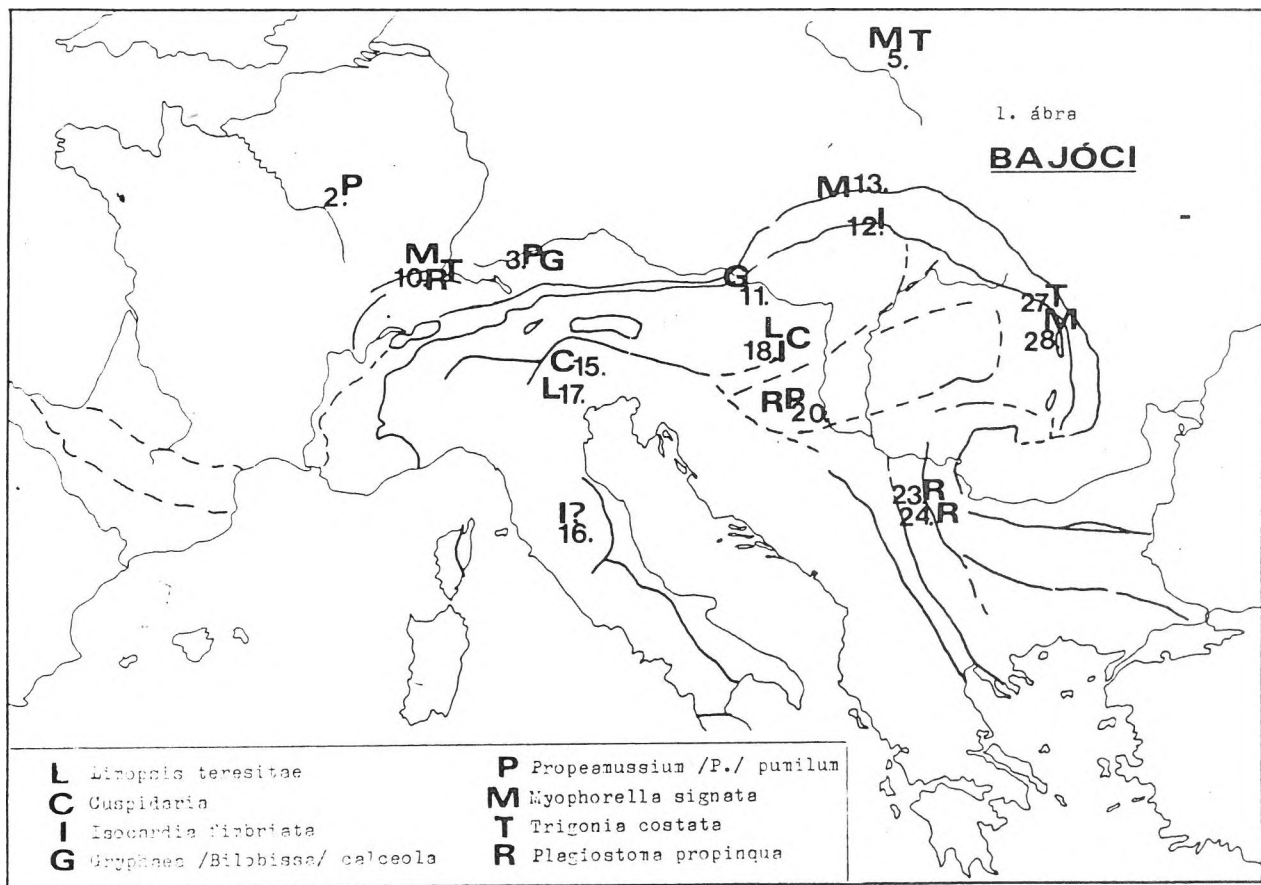 M T
5.
1. ábra
BAJÓCI
2. P
M 13.
12. I
M
10. R T
3. P G
G
11.
27. T
M
28.
L
18. I C
C 15.
L 17.
R P
20.
23. R
24. R
I?
16.
L Limopsis teresitae
C Cuspidaria
I Isocardia fimbriata
G Gryphaea /Bilobissa/ calceola
P Propeamussium /P./ pumilum
M Myophorella signata
T Trigonia costata
R Plagiostoma propinqua